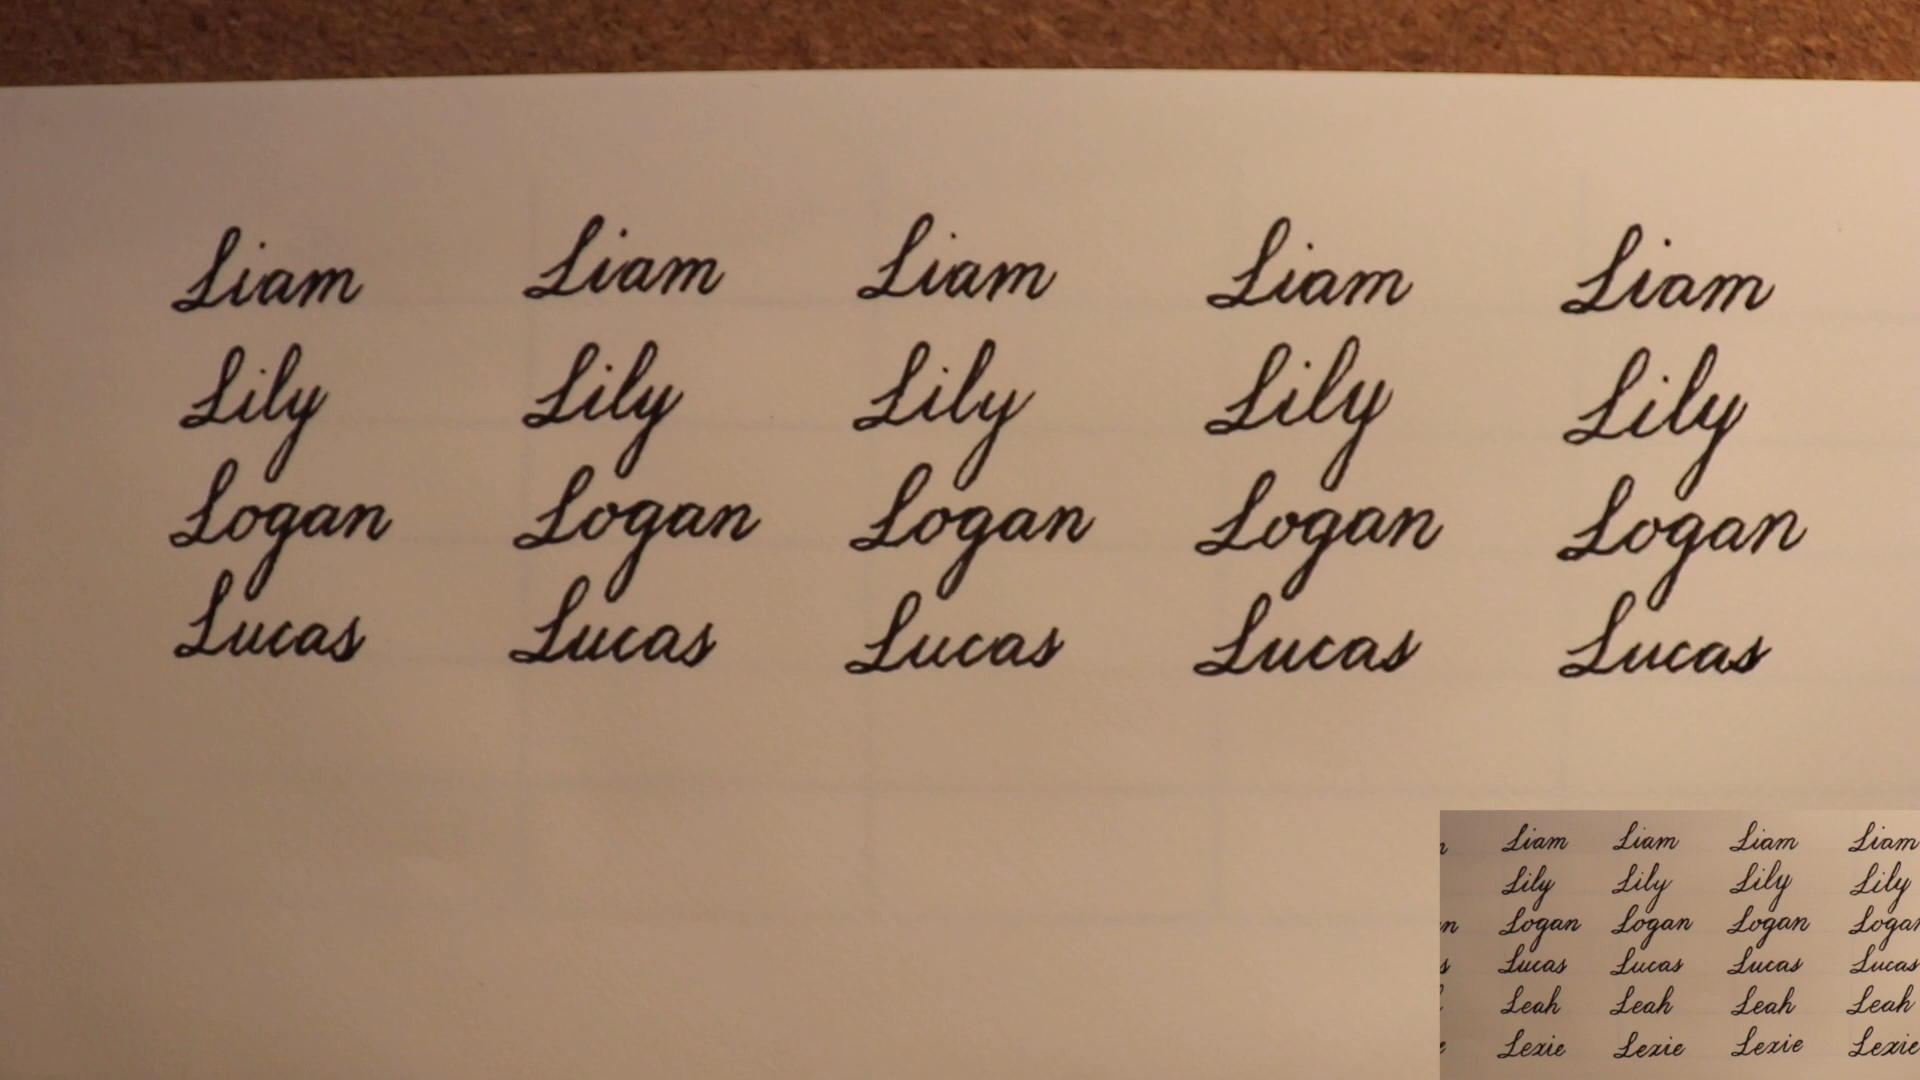 Liam Liam Liam Liam Liam
Lily Lily Lily Lily Lily
Logan Logan Logan Logan Logan
Lucas Lucas Lucas Lucas Lucas
Liam Liam Liam Liam
Lily Lily Lily Lily
Logan Logan Logan Logan
Lucas Lucas Lucas Lucas
Leah Leah Leah Leah
Lexie Lexie Lexie Lexie